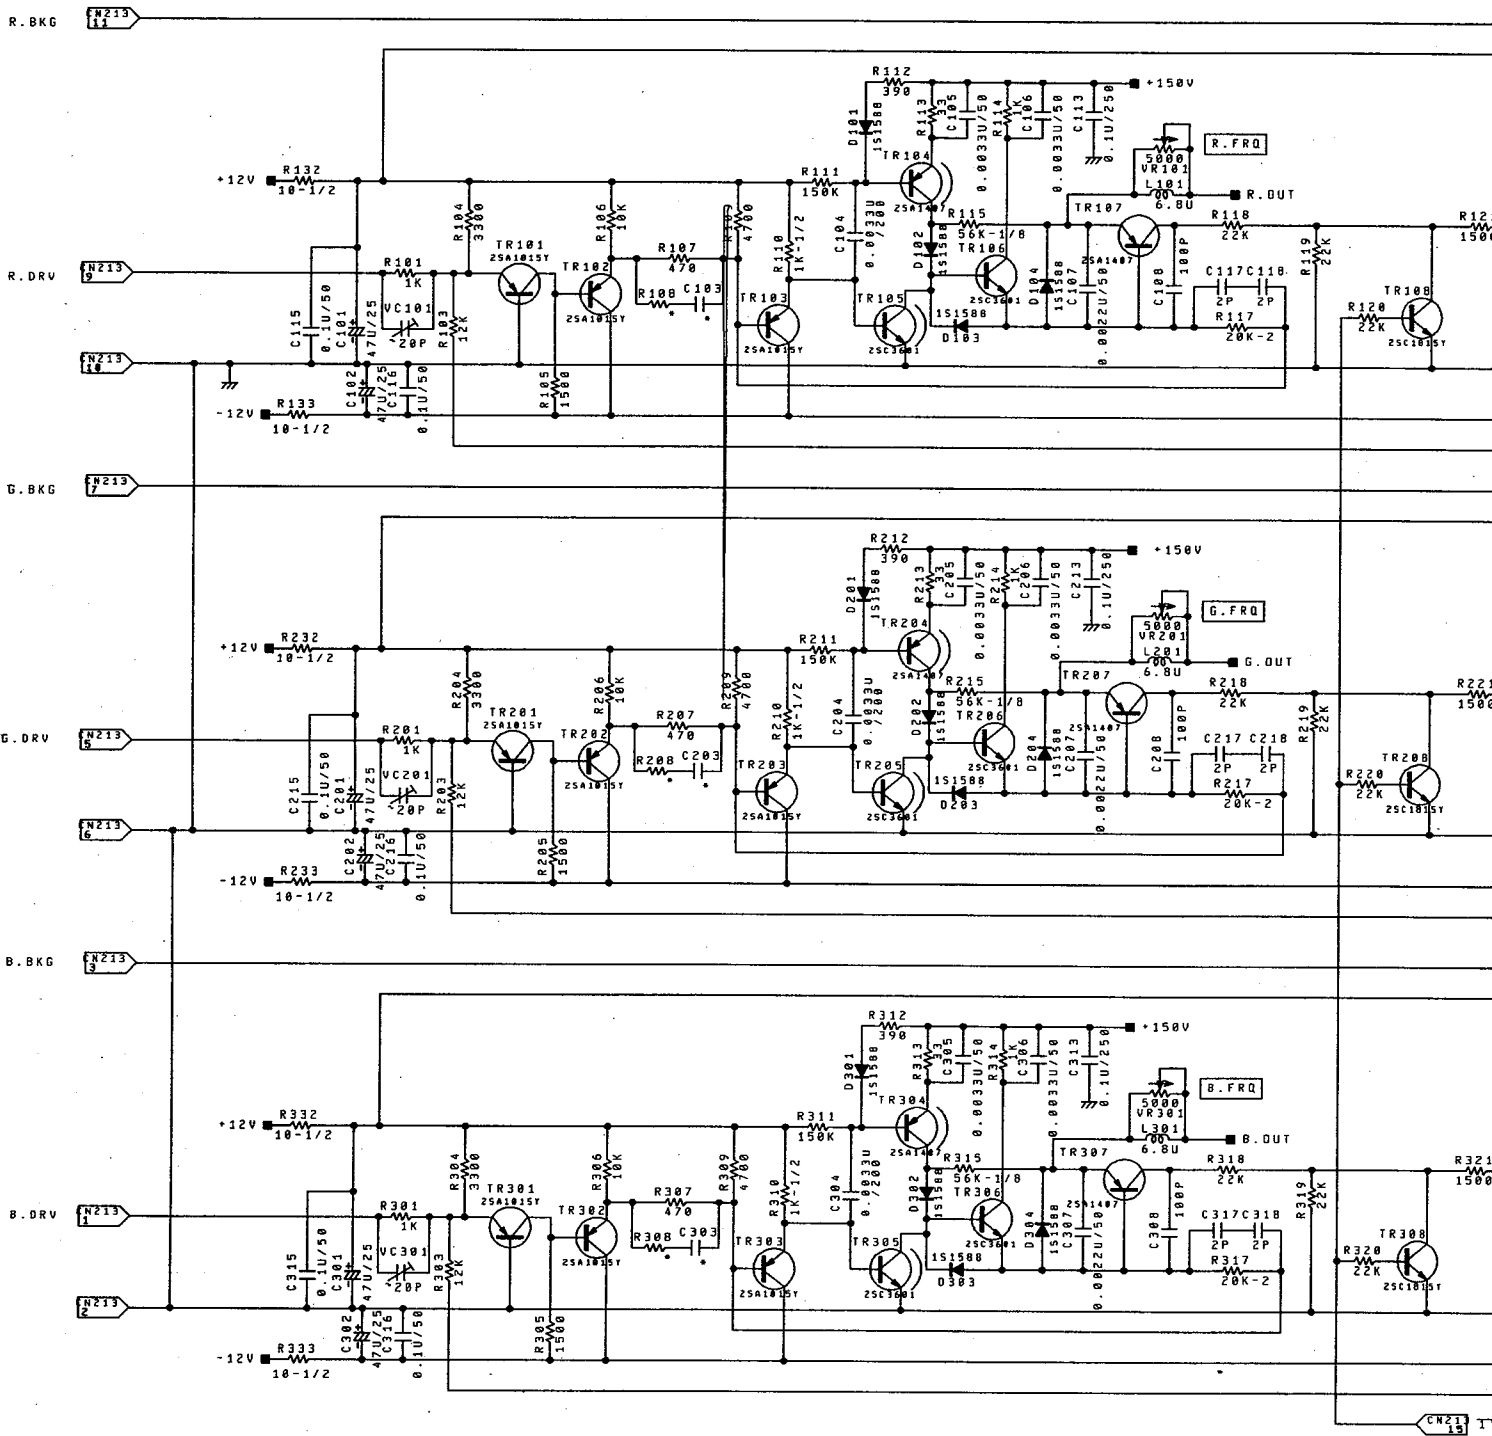 R.BKG
CN213
11
R112
390
D101
1S1588
R113
33
C105
0.0033U/50
R114
1K
C106
0.0033U/50
C113
0.1U/250
+150V
R.FRQ
5000
VR101
L101
6.8U
R.OUT
+12V
R132
10-1/2
R104
3300
R106
10K
4700
R110
1K-1/2
R111
150K
C104
0.0033U
/200
TR104
2SA1407
R115
56K-1/8
D102
1S1588
TR106
2SC3601
D104
1S1588
C107
0.0022U/50
TR107
2SA1407
C108
100P
R118
22K
R119
22K
R121
1500
R.DRV
CN213
9
R101
1K
VC101
20P
R103
12K
TR101
2SA1015Y
TR102
2SA1015Y
R107
470
R108
*
C103
*
TR103
2SA1015Y
TR105
2SC3601
1S1588
D103
C117
2P
C118
2P
R117
20K-2
TR108
2SC1815Y
R120
22K
C115
0.1U/50
C101
47U/25
CN213
10
C102
47U/25
C116
0.1U/50
R105
1500
-12V
R133
10-1/2
G.BKG
CN213
7
R212
390
D201
1S1588
R213
33
C205
0.0033U/50
R214
1K
C206
0.0033U/50
C213
0.1U/250
+150V
G.FRQ
5000
VR201
L201
6.8U
G.OUT
+12V
R232
10-1/2
R204
3300
R206
10K
R209
4700
R210
1K-1/2
R211
150K
C204
0.0033U
/200
TR204
2SA1407
R215
56K-1/8
D202
1S1588
TR206
2SC3601
D204
1S1588
C207
0.0022U/50
TR207
2SA1407
C208
100P
R218
22K
R219
22K
R221
1500
G.DRV
CN213
5
R201
1K
VC201
20P
R203
12K
TR201
2SA1015Y
TR202
2SA1015Y
R207
470
R208
*
C203
*
TR203
2SA1015Y
TR205
2SC3601
1S1588
D203
C217
2P
C218
2P
R217
20K-2
TR208
2SC1815Y
R220
22K
C215
0.1U/50
C201
47U/25
CN213
6
C202
47U/25
C216
0.1U/50
R205
1500
-12V
R233
10-1/2
B.BKG
CN213
3
R312
390
D301
1S1588
R313
33
C305
0.0033U/50
R314
1K
C306
0.0033U/50
C313
0.1U/250
+150V
B.FRQ
5000
VR301
L301
6.8U
B.OUT
+12V
R332
10-1/2
R304
3300
R306
10K
R309
4700
R310
1K-1/2
R311
150K
C304
0.0033U
/200
TR304
2SA1407
R315
56K-1/8
D302
1S1588
TR306
2SC3601
D304
1S1588
C307
0.0022U/50
TR307
2SA1407
C308
100P
R318
22K
R319
22K
R321
1500
B.DRV
CN213
1
R301
1K
VC301
20P
R303
12K
TR301
2SA1015Y
TR302
2SA1015Y
R307
470
R308
*
C303
*
TR303
2SA1015Y
TR305
2SC3601
1S1588
D303
C317
2P
C318
2P
R317
20K-2
TR308
2SC1815Y
R320
22K
C315
0.1U/50
C301
47U/25
CN213
2
C302
47U/25
C316
0.1U/50
R305
1500
-12V
R333
10-1/2
CN213
15